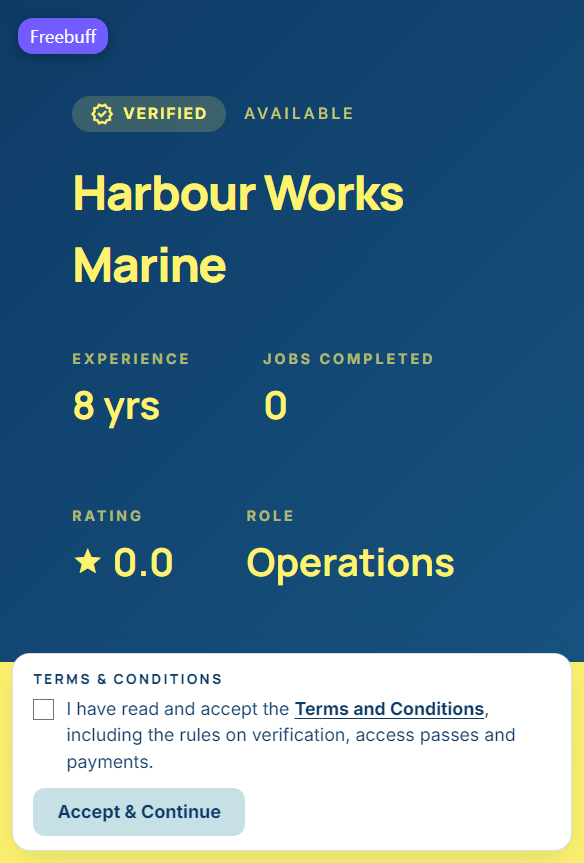 Freebuff
VERIFIED
AVAILABLE
Harbour Works
Marine
EXPERIENCE
JOBS COMPLETED
8 yrs
0
RATING
ROLE
0.0
Operations
TERMS & CONDITIONS
I have read and accept the Terms and Conditions,
including the rules on verification, access passes and
payments.
Accept & Continue